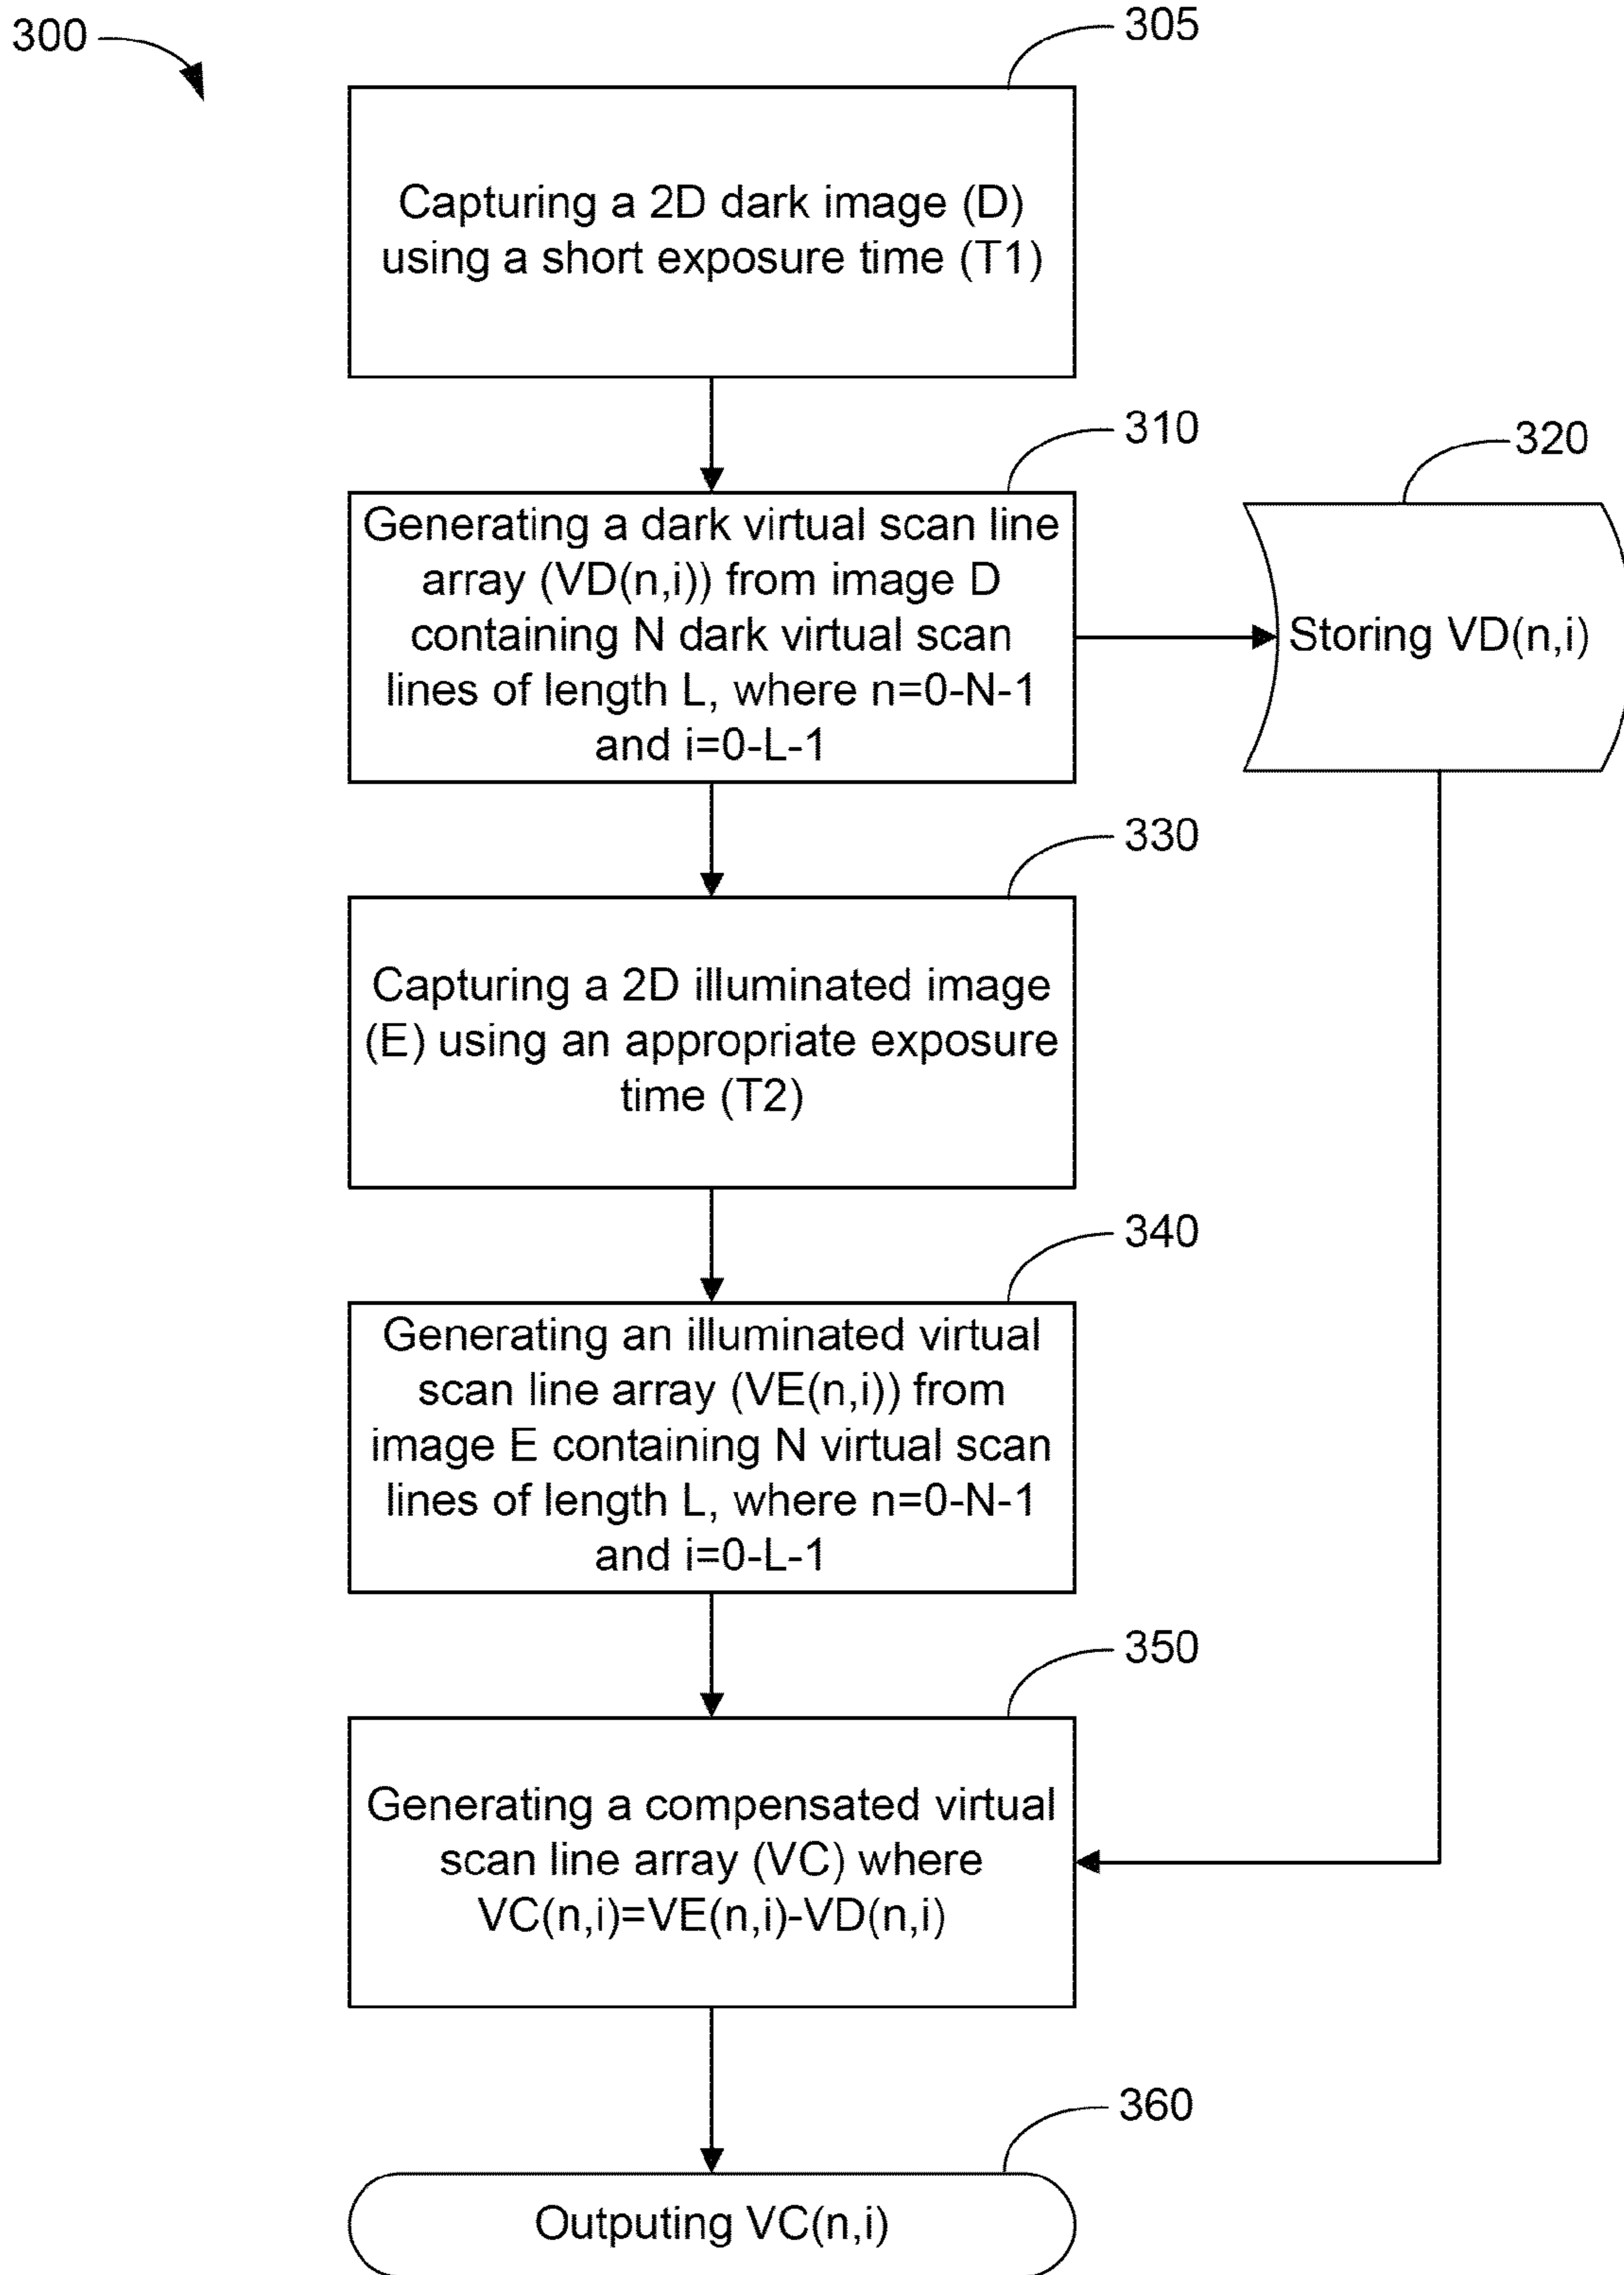 300
305
Capturing a 2D dark image (D)
using a short exposure time (T1)
310
Generating a dark virtual scan line
array (VD(n,i)) from image D
containing N dark virtual scan
lines of length L, where n=0-N-1
and i=0-L-1
320
Storing VD(n,i)
330
Capturing a 2D illuminated image
(E) using an appropriate exposure
time (T2)
340
Generating an illuminated virtual
scan line array (VE(n,i)) from
image E containing N virtual scan
lines of length L, where n=0-N-1
and i=0-L-1
350
Generating a compensated virtual
scan line array (VC) where
VC(n,i)=VE(n,i)-VD(n,i)
360
Outputing VC(n,i)